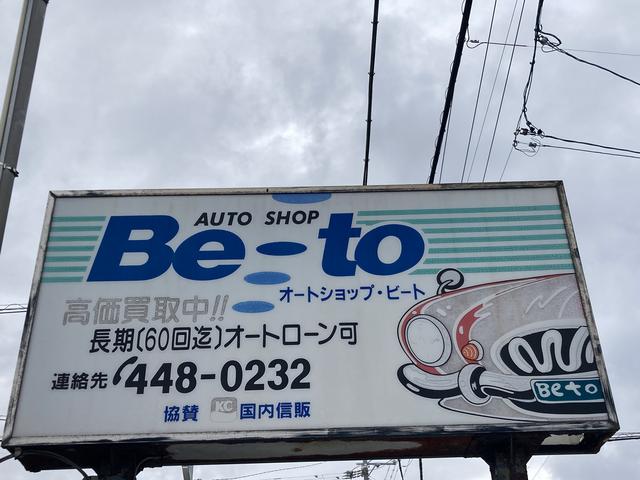 AUTO SHOP
Be-to
オートショップ・ビート
高価買取中!!
長期(60回迄)オートローン可
連絡先 448-0232
協賛 KC 国内信販
Beto